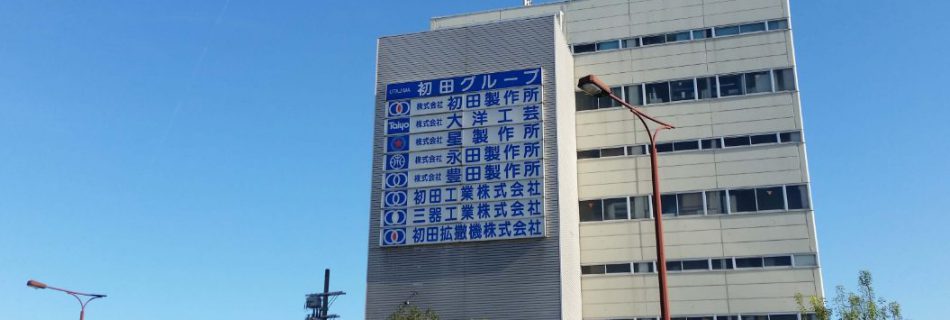 初田グループ
株式会社 初田製作所
Taiyo 株式会社 大洋工芸
株式会社 星製作所
株式会社 永田製作所
株式会社 豊田製作所
初田工業株式会社
三器工業株式会社
初田拡撒機株式会社